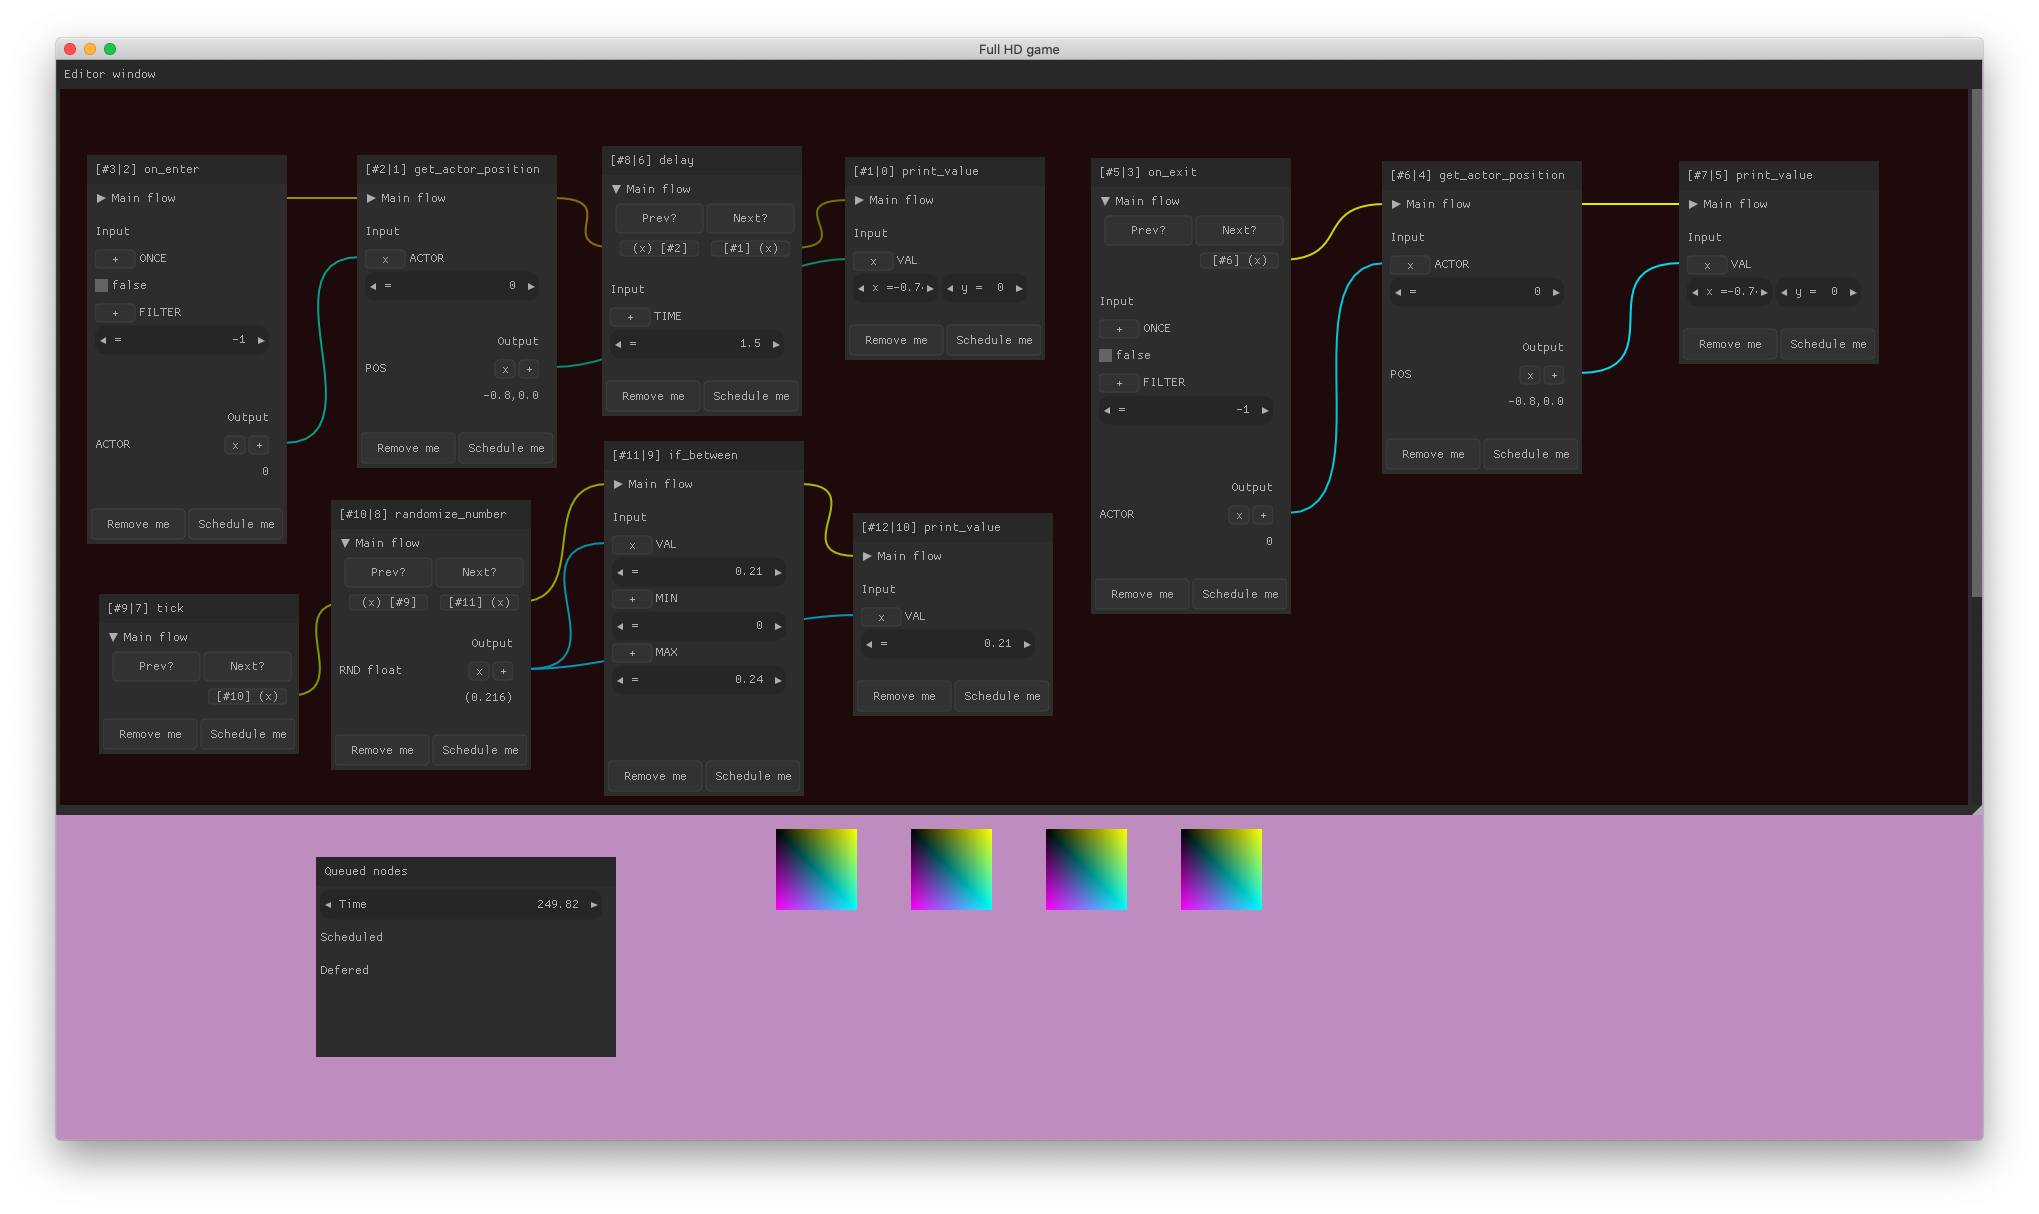 Full HD game
Editor window
[#3|2] on_enter
▶ Main flow
Input
+ ONCE
false
+ FILTER
◀ = -1 ▶
Output
ACTOR x +
0
Remove me Schedule me
[#2|1] get_actor_position
▶ Main flow
Input
x ACTOR
◀ = 0 ▶
Output
POS x +
-0.8,0.0
Remove me Schedule me
[#8|6] delay
▼ Main flow
Prev? Next?
(x) [#2] [#1] (x)
Input
+ TIME
◀ = 1.5 ▶
Remove me Schedule me
[#1|0] print_value
▶ Main flow
Input
x VAL
◀ x =-0.7 ▶ ◀ y = 0 ▶
Remove me Schedule me
[#5|3] on_exit
▼ Main flow
Prev? Next?
[#6] (x)
Input
+ ONCE
false
+ FILTER
◀ = -1 ▶
Output
ACTOR x +
0
Remove me Schedule me
[#6|4] get_actor_position
▶ Main flow
Input
x ACTOR
◀ = 0 ▶
Output
POS x +
-0.8,0.0
Remove me Schedule me
[#7|5] print_value
▶ Main flow
Input
x VAL
◀ x =-0.7 ▶ ◀ y = 0 ▶
Remove me Schedule me
[#9|7] tick
▼ Main flow
Prev? Next?
[#10] (x)
Remove me Schedule me
[#10|8] randomize_number
▼ Main flow
Prev? Next?
(x) [#9] [#11] (x)
Output
RND float x +
(0.216)
Remove me Schedule me
[#11|9] if_between
▶ Main flow
Input
x VAL
◀ = 0.21 ▶
+ MIN
◀ = 0 ▶
+ MAX
◀ = 0.24 ▶
Remove me Schedule me
[#12|10] print_value
▶ Main flow
Input
x VAL
◀ = 0.21 ▶
Remove me Schedule me
Queued nodes
◀ Time 249.82 ▶
Scheduled
Defered